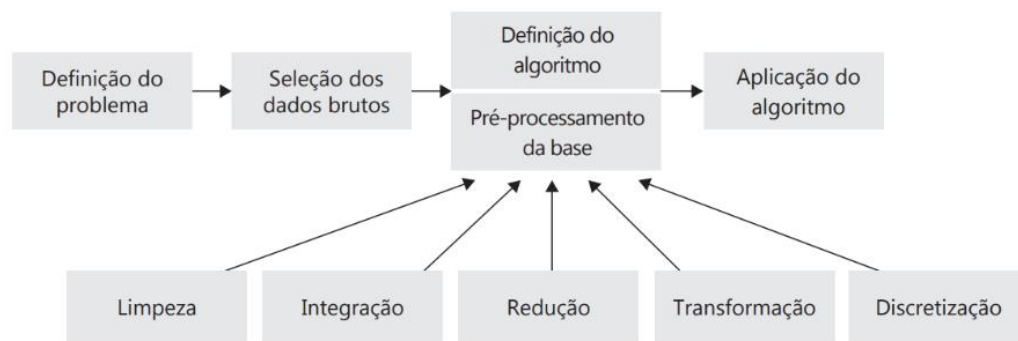 Definição do
problema
Seleção dos
dados brutos
Definição do
algoritmo
Pré-processamento
da base
Aplicação do
algoritmo
Limpeza
Integração
Redução
Transformação
Discretização